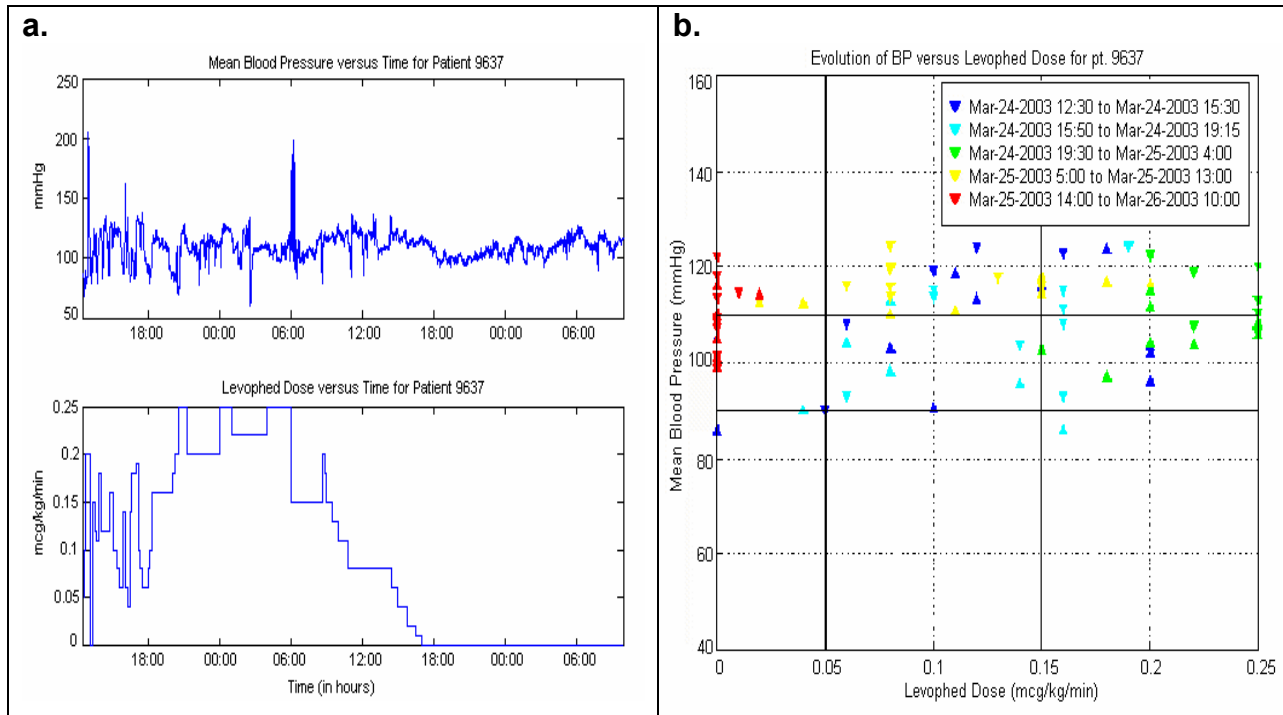 a.
Mean Blood Pressure versus Time for Patient 9637
250
200
150
100
50
mmHg
18:00 00:00 06:00 12:00 18:00 00:00 06:00
Levophed Dose versus Time for Patient 9637
0.25
0.2
0.15
0.1
0.05
0
mcg/kg/min
18:00 00:00 06:00 12:00 18:00 00:00 06:00
Time (in hours)
b.
Evolution of BP versus Levophed Dose for pt. 9637
160
140
120
100
80
60
40
Mean Blood Pressure (mmHg)
Mar-24-2003 12:30 to Mar-24-2003 15:30
Mar-24-2003 15:50 to Mar-24-2003 19:15
Mar-24-2003 19:30 to Mar-25-2003 4:00
Mar-25-2003 5:00 to Mar-25-2003 13:00
Mar-25-2003 14:00 to Mar-26-2003 10:00
0 0.05 0.1 0.15 0.2 0.25
Levophed Dose (mcg/kg/min)